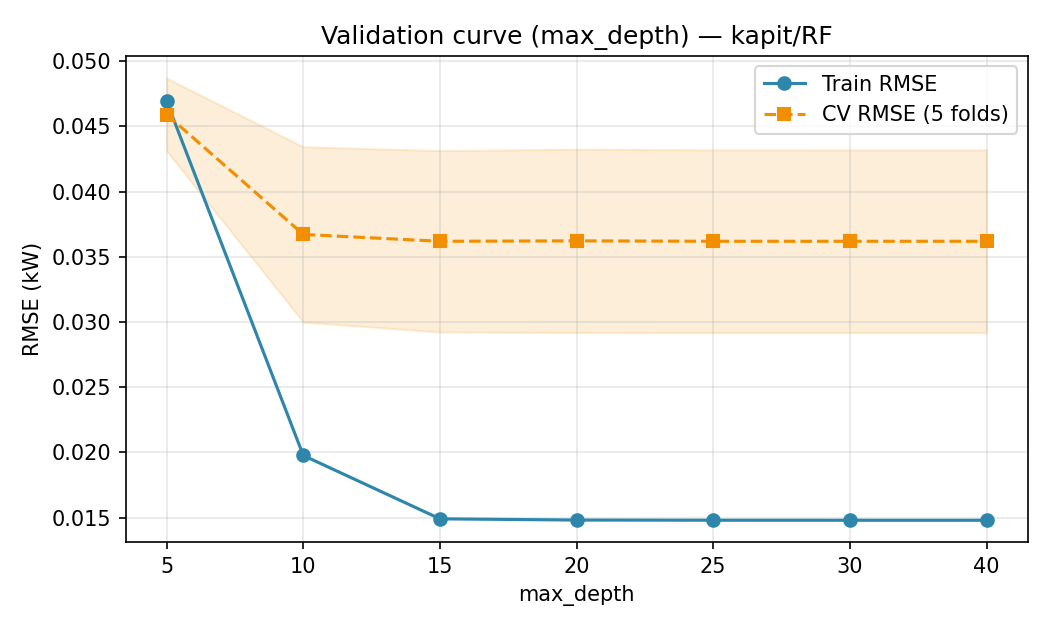 Validation curve (max_depth) — kapit/RF
Train RMSE
CV RMSE (5 folds)
RMSE (kW)
0.050
0.045
0.040
0.035
0.030
0.025
0.020
0.015
5 10 15 20 25 30 40
max_depth